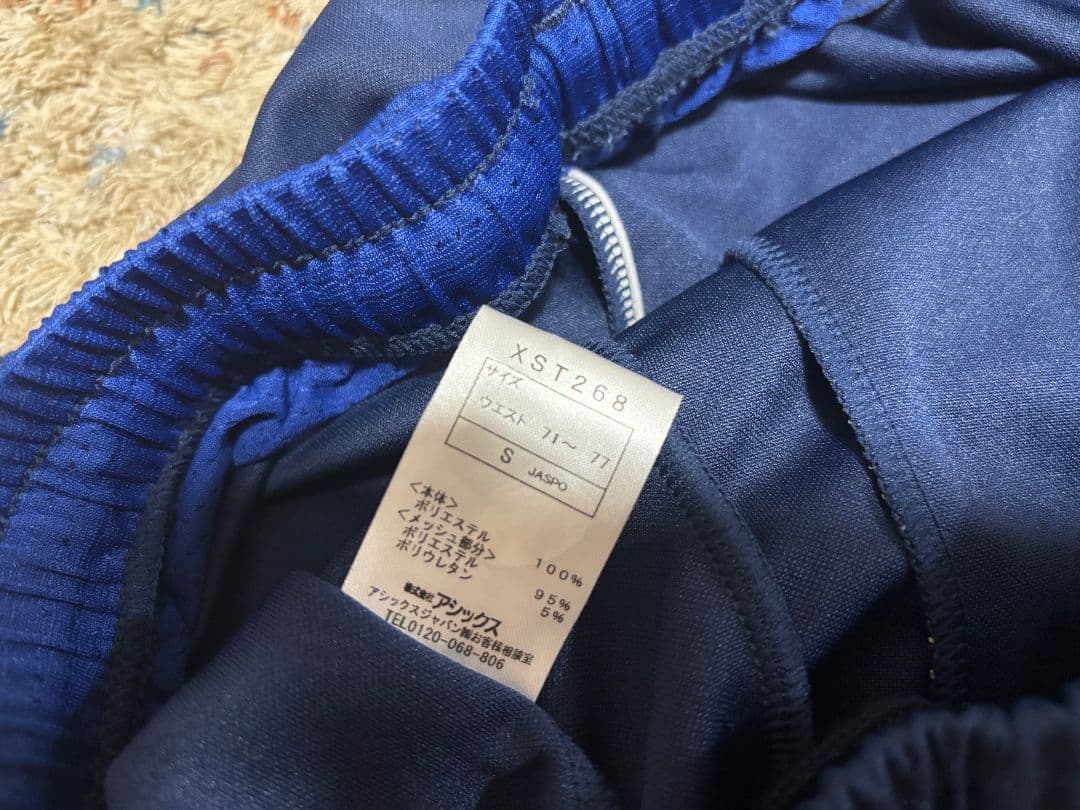 XST268
サイズ
ウエスト 71〜 77
S JASPO
<本体>
ポリエステル 100%
<メッシュ部分>
ポリエステル 95%
ポリウレタン 5%
株式会社アシックス
アシックスジャパン㈱お客様相談室
TEL0120-068-806